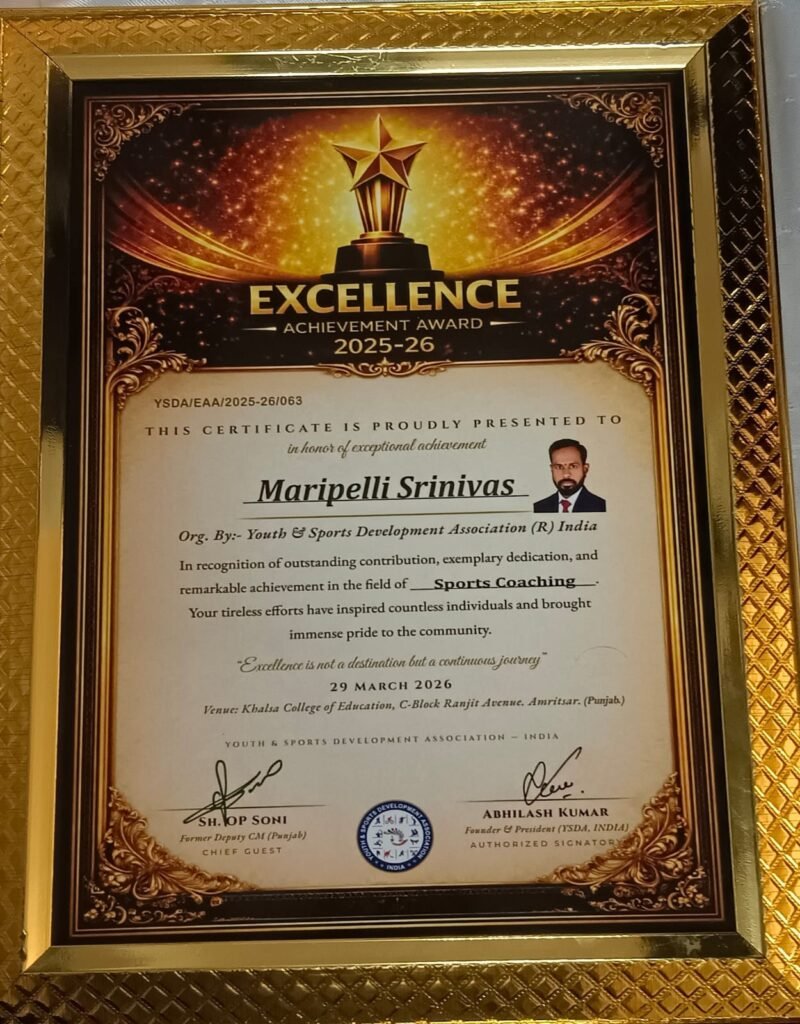 EXCELLENCE
ACHIEVEMENT AWARD
2025-26
YSDA/EAA/2025-26/063
THIS CERTIFICATE IS PROUDLY PRESENTED TO
in honor of exceptional achievement
Maripelli Srinivas
Org. By:- Youth & Sports Development Association (R) India
In recognition of outstanding contribution, exemplary dedication, and
remarkable achievement in the field of Sports Coaching.
Your tireless efforts have inspired countless individuals and brought
immense pride to the community.
"Excellence is not a destination but a continuous journey"
29 MARCH 2026
Venue: Khalsa College of Education, C-Block Ranjit Avenue. Amritsar. (Punjab.)
YOUTH & SPORTS DEVELOPMENT ASSOCIATION – INDIA
SH. OP SONI
Former Deputy CM (Punjab)
CHIEF GUEST
YOUTH & SPORTS DEVELOPMENT ASSOCIATION
INDIA
ABHILASH KUMAR
Founder & President (YSDA, INDIA)
AUTHORIZED SIGNATORY